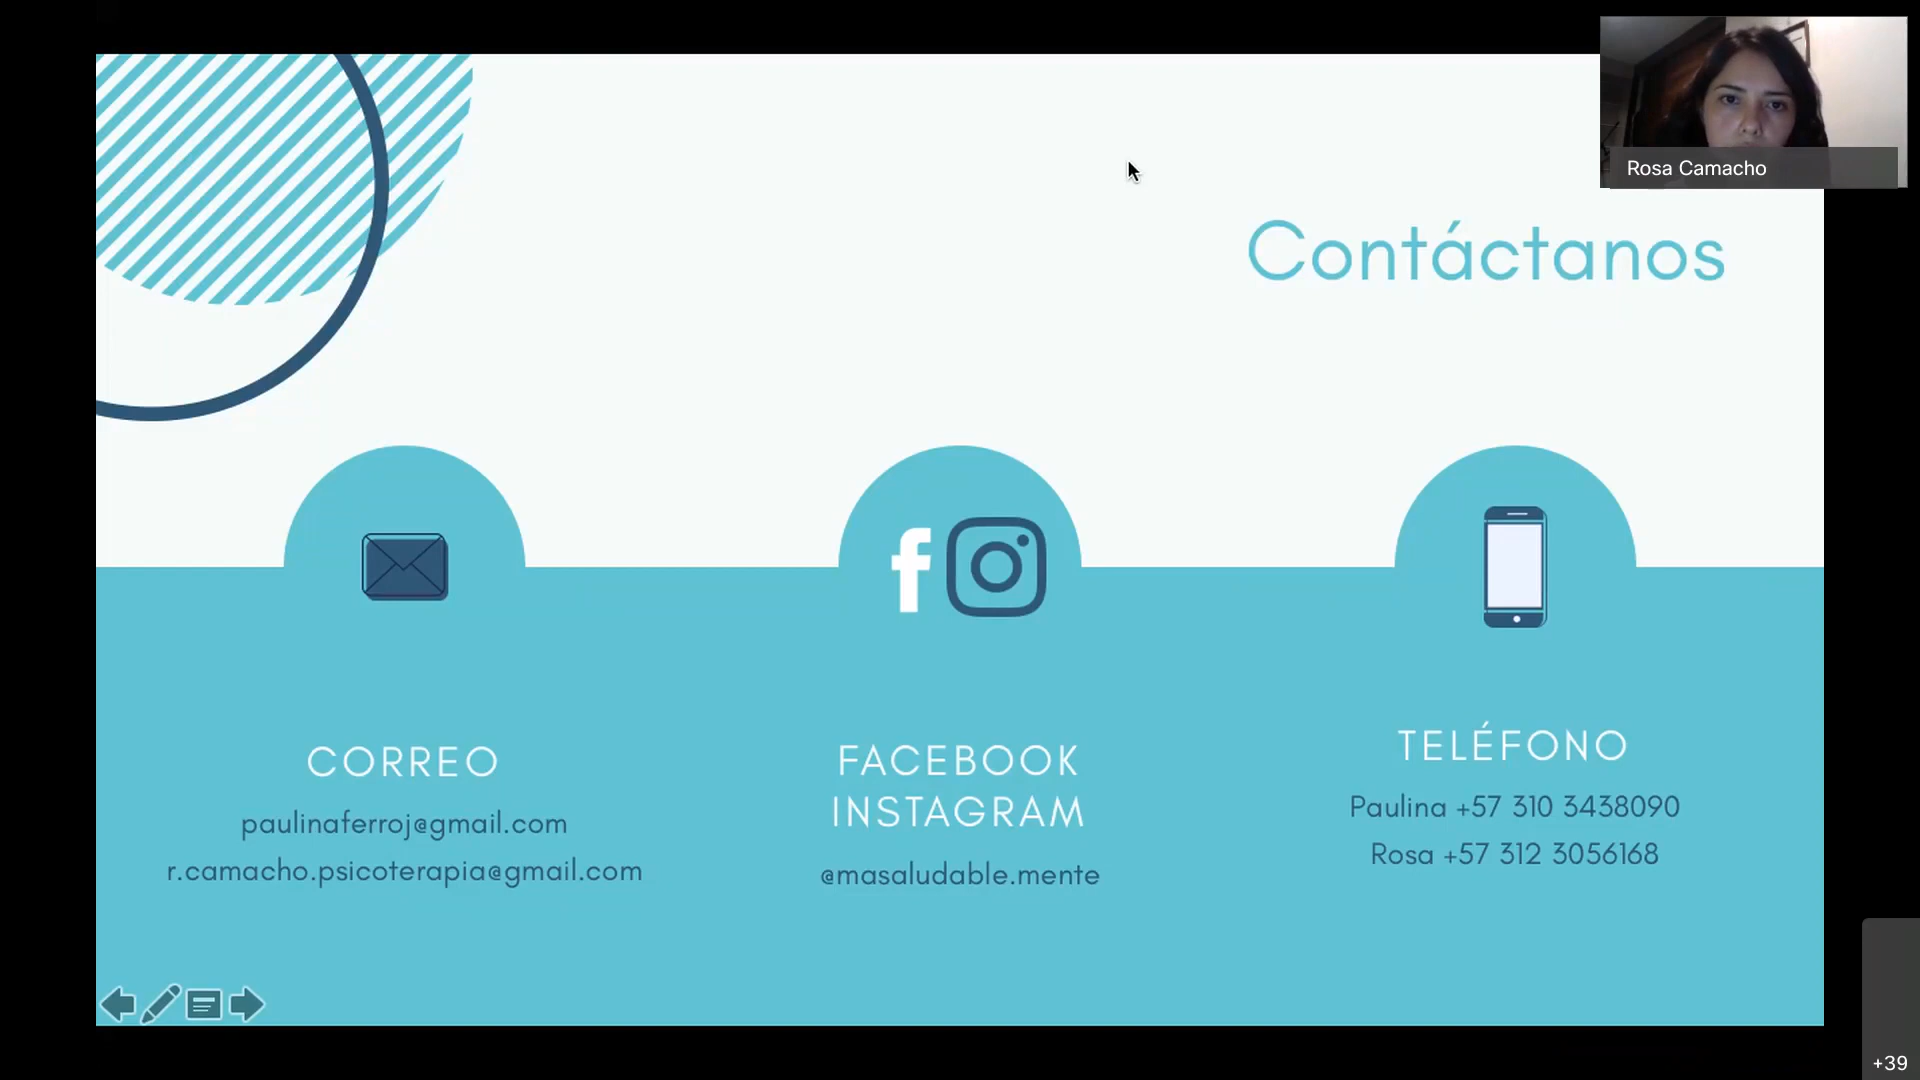 Rosa Camacho
Contáctanos
CORREO
paulinaferroj@gmail.com
r.camacho.psicoterapia@gmail.com
FACEBOOK
INSTAGRAM
@masaludable.mente
TELÉFONO
Paulina +57 310 3438090
Rosa +57 312 3056168
+39